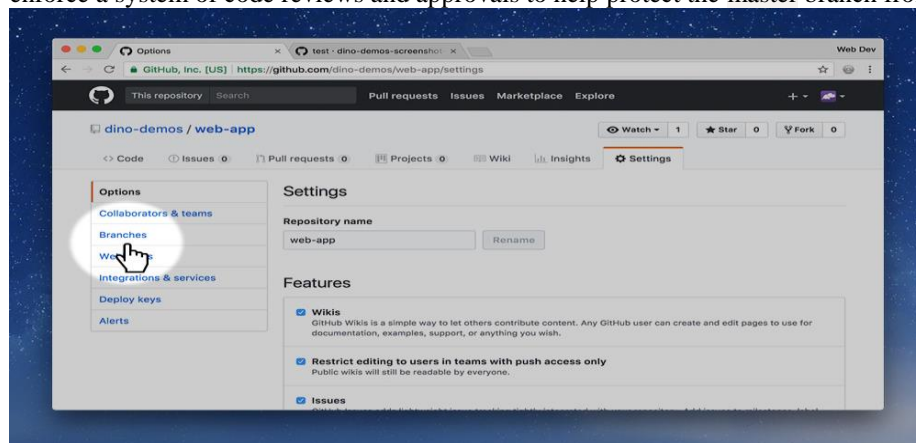 enforce a system of code reviews and approvals to help protect the master branch from
Options
test · dino-demos-screenshot
Web Dev
GitHub, Inc. [US] https://github.com/dino-demos/web-app/settings
This repository Search Pull requests Issues Marketplace Explore
dino-demos / web-app Watch 1 Star 0 Fork 0
Code Issues 0 Pull requests 0 Projects 0 Wiki Insights Settings
Options
Collaborators & teams
Branches
Integrations & services
Deploy keys
Alerts
Settings
Repository name
web-app Rename
Features
Wikis
GitHub Wikis is a simple way to let others contribute content. Any GitHub user can create and edit pages to use for
documentation, examples, support, or anything you wish.
Restrict editing to users in teams with push access only
Public wikis will still be readable by everyone.
Issues